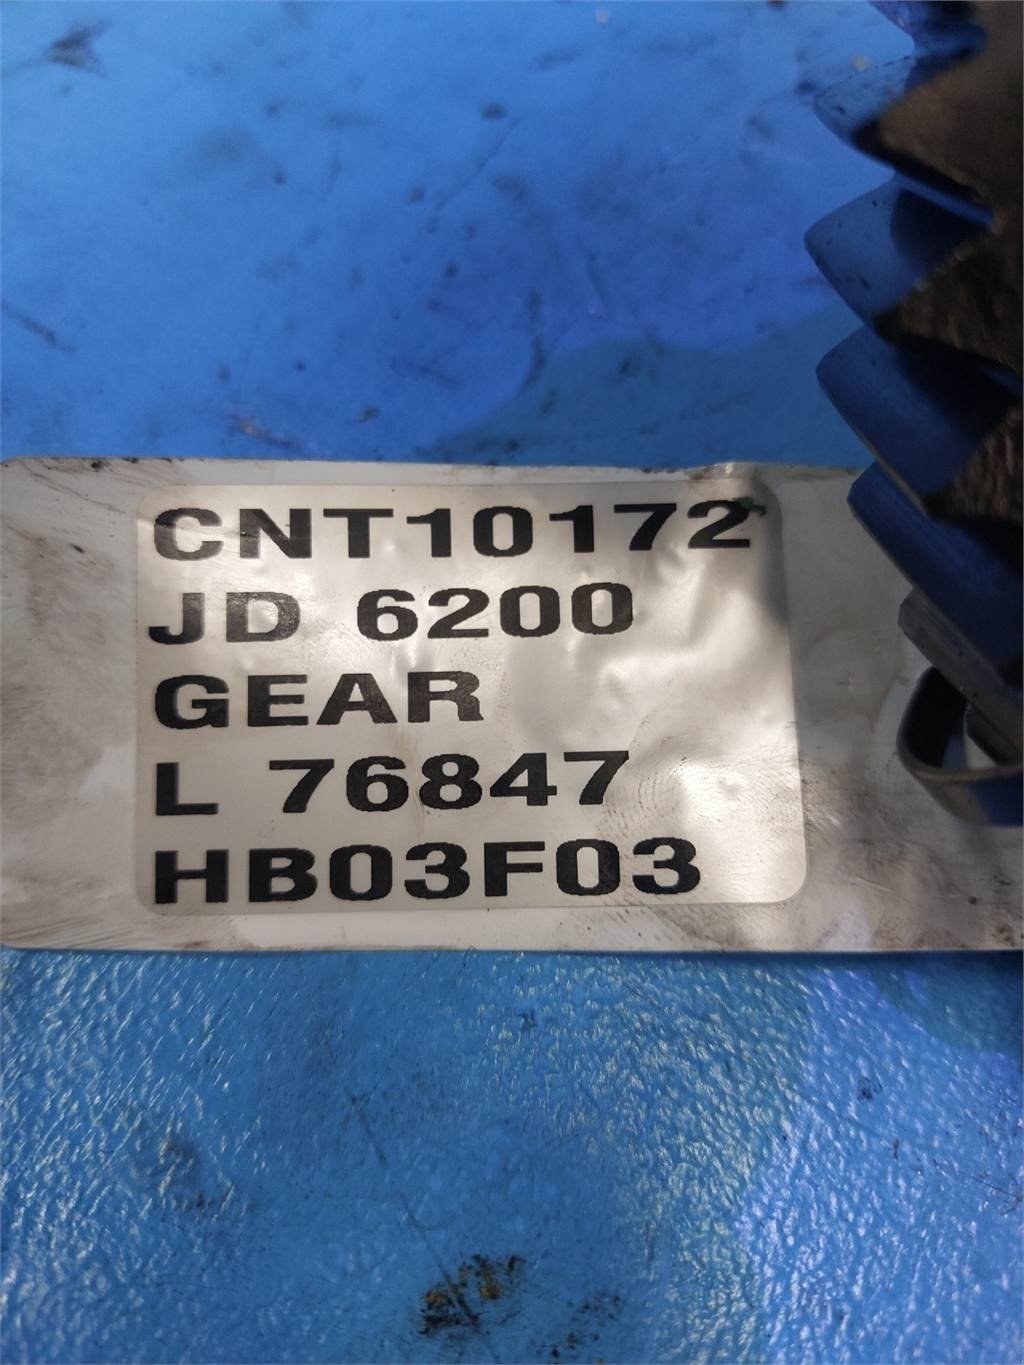 CNT10172
JD 6200
GEAR
L 76847
HB03F03